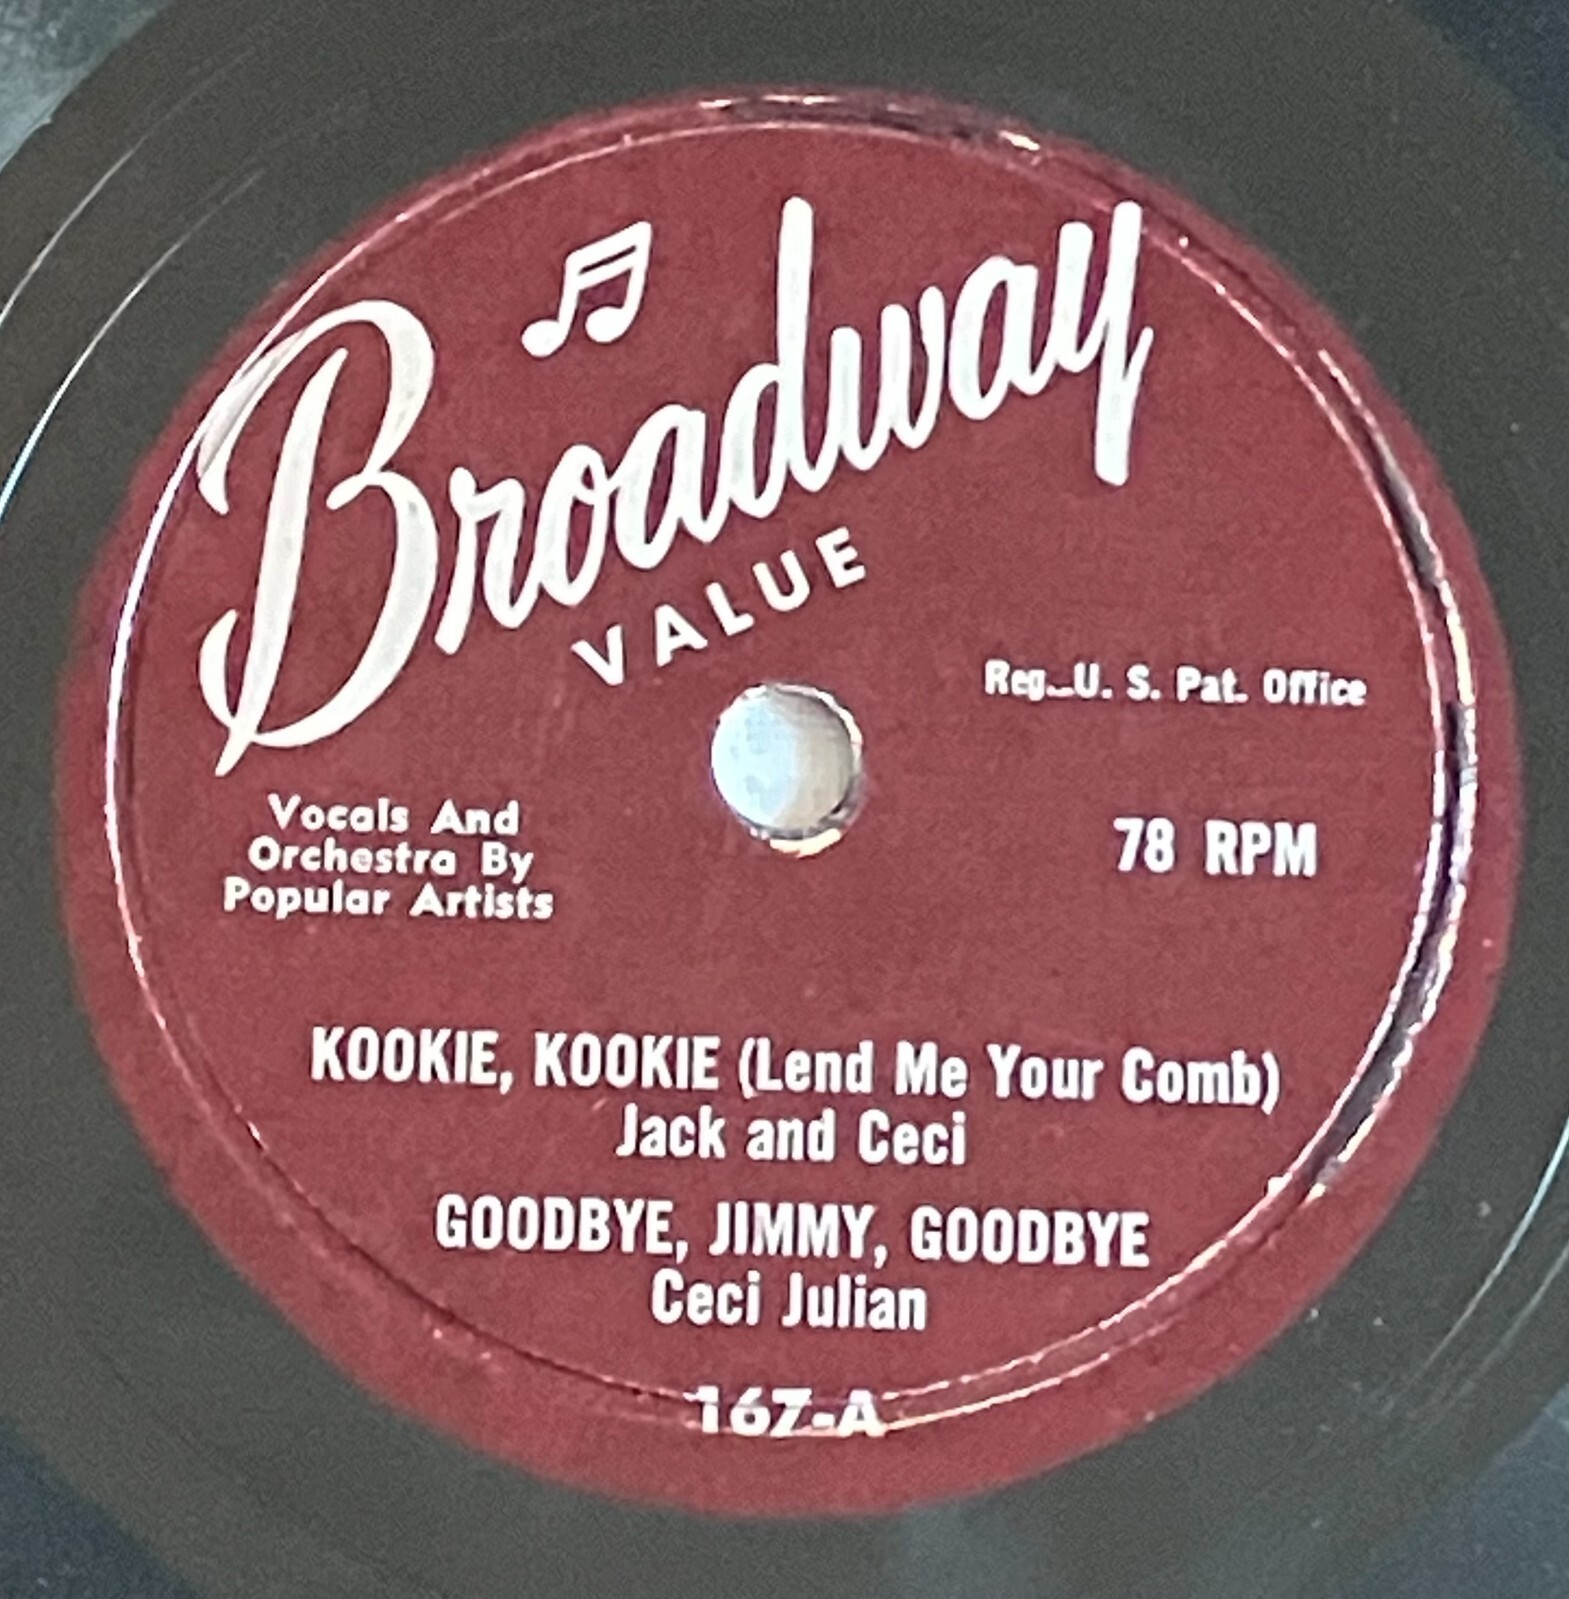 Broadway
VALUE
Reg. U. S. Pat. Office
Vocals And
Orchestra By
Popular Artists
78 RPM
KOOKIE, KOOKIE (Lend Me Your Comb)
Jack and Ceci
GOODBYE, JIMMY, GOODBYE
Ceci Julian
167-A